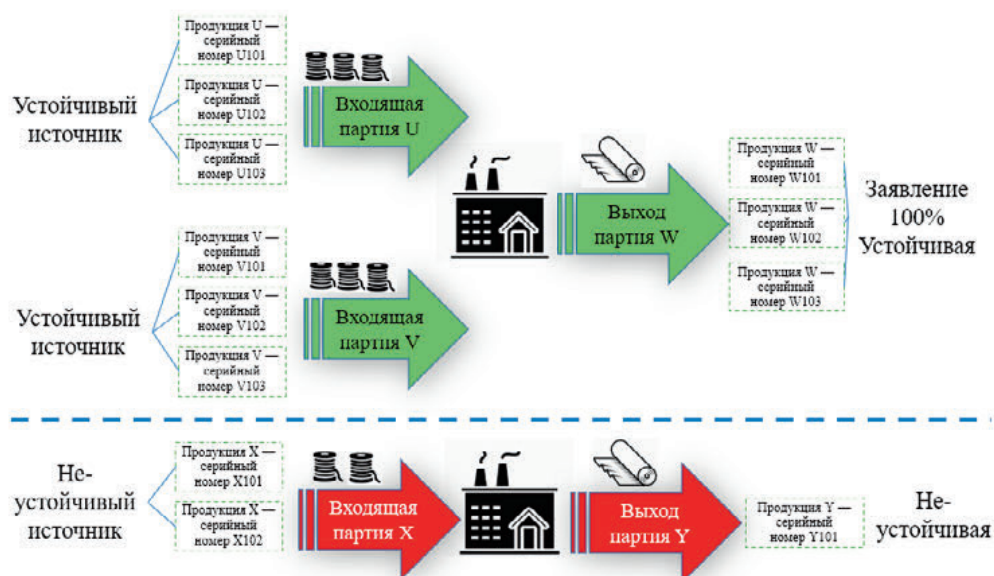 Устойчивый
источник
Продукция U —
серийный
номер U101
Продукция U —
серийный
номер U102
Продукция U —
серийный
номер U103
Входящая
партия U
Устойчивый
источник
Продукция V —
серийный
номер V101
Продукция V —
серийный
номер V102
Продукция V —
серийный
номер V103
Входящая
партия V
Выход
партия W
Продукция W —
серийный
номер W101
Продукция W —
серийный
номер W102
Продукция W —
серийный
номер W103
Заявление
100%
Устойчивая
Не-
устойчивый
источник
Продукция X —
серийный
номер X101
Продукция X —
серийный
номер X102
Входящая
партия X
Выход
партия Y
Продукция Y —
серийный
номер Y101
Не-
устойчивая